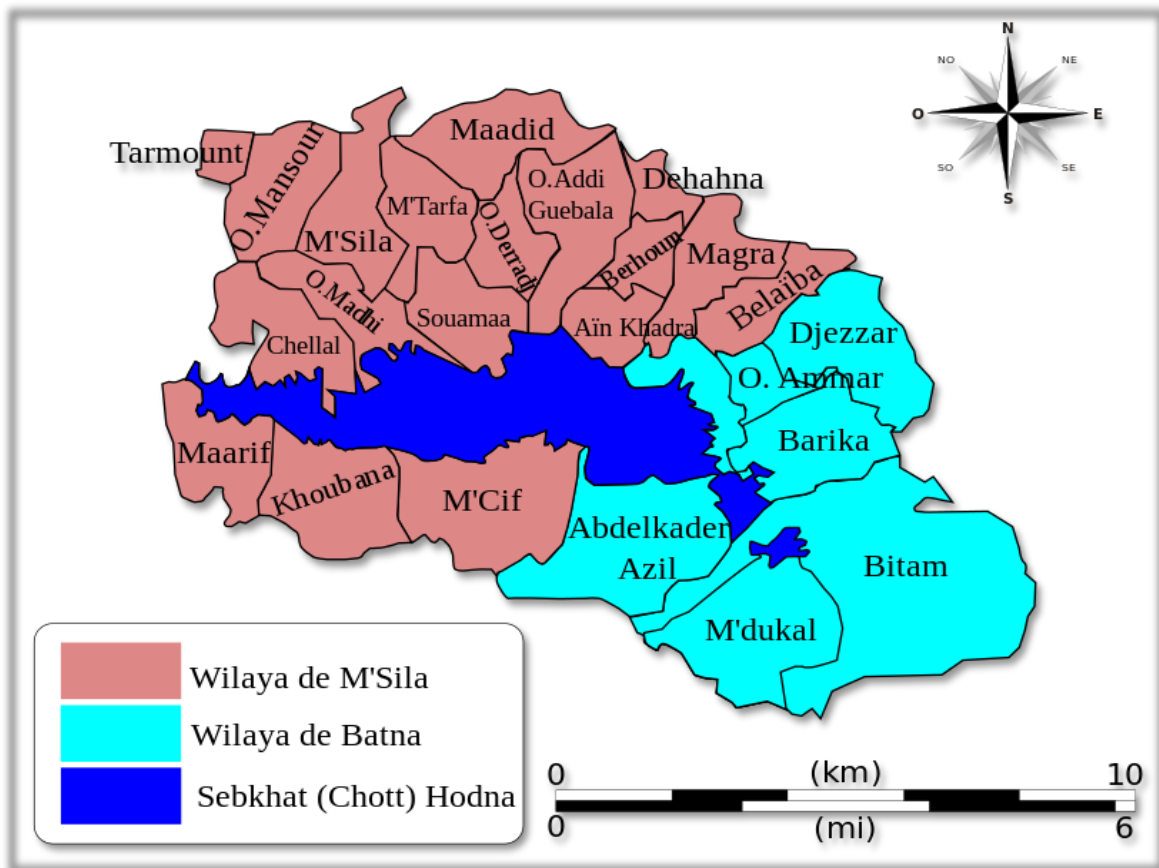 N
NO
NE
O
E
SO
SE
S
Maadid
Tarmount
O.Mansour
Dehahna
O.Addi
Guebala
M'Tarfa
O.Derradj
M'Sila
Berhoum
Magra
Belaïba
O.Madhi
Souamaa
Aïn Khadra
Chellal
Djezzar
O. Ammar
Barika
Maarif
Khoubana
M'Cif
Abdelkader
Azil
Bitam
M'dukal
Wilaya de M'Sila
Wilaya de Batna
Sebkhat (Chott) Hodna
0 (km) 10
0 (mi) 6